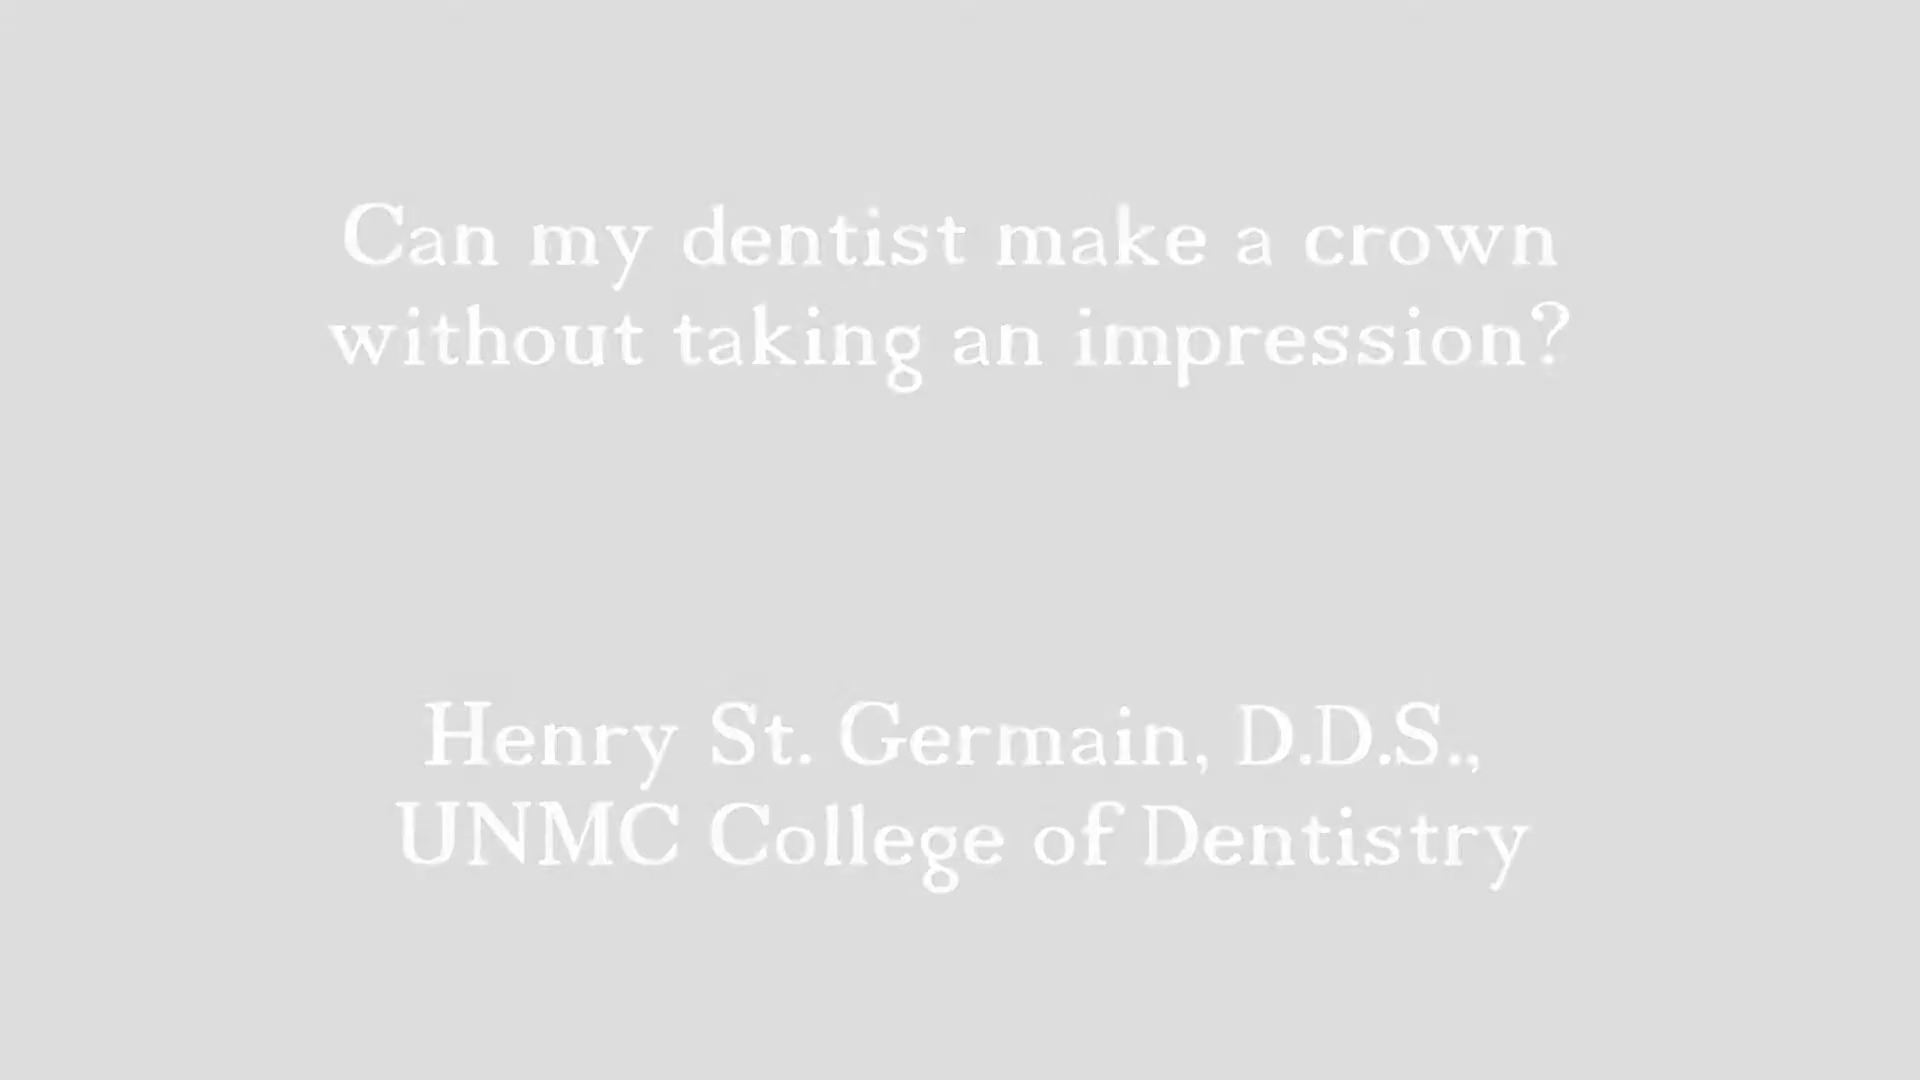 Can my dentist make a crown
without taking an impression?
Henry St. Germain, D.D.S.,
UNMC College of Dentistry